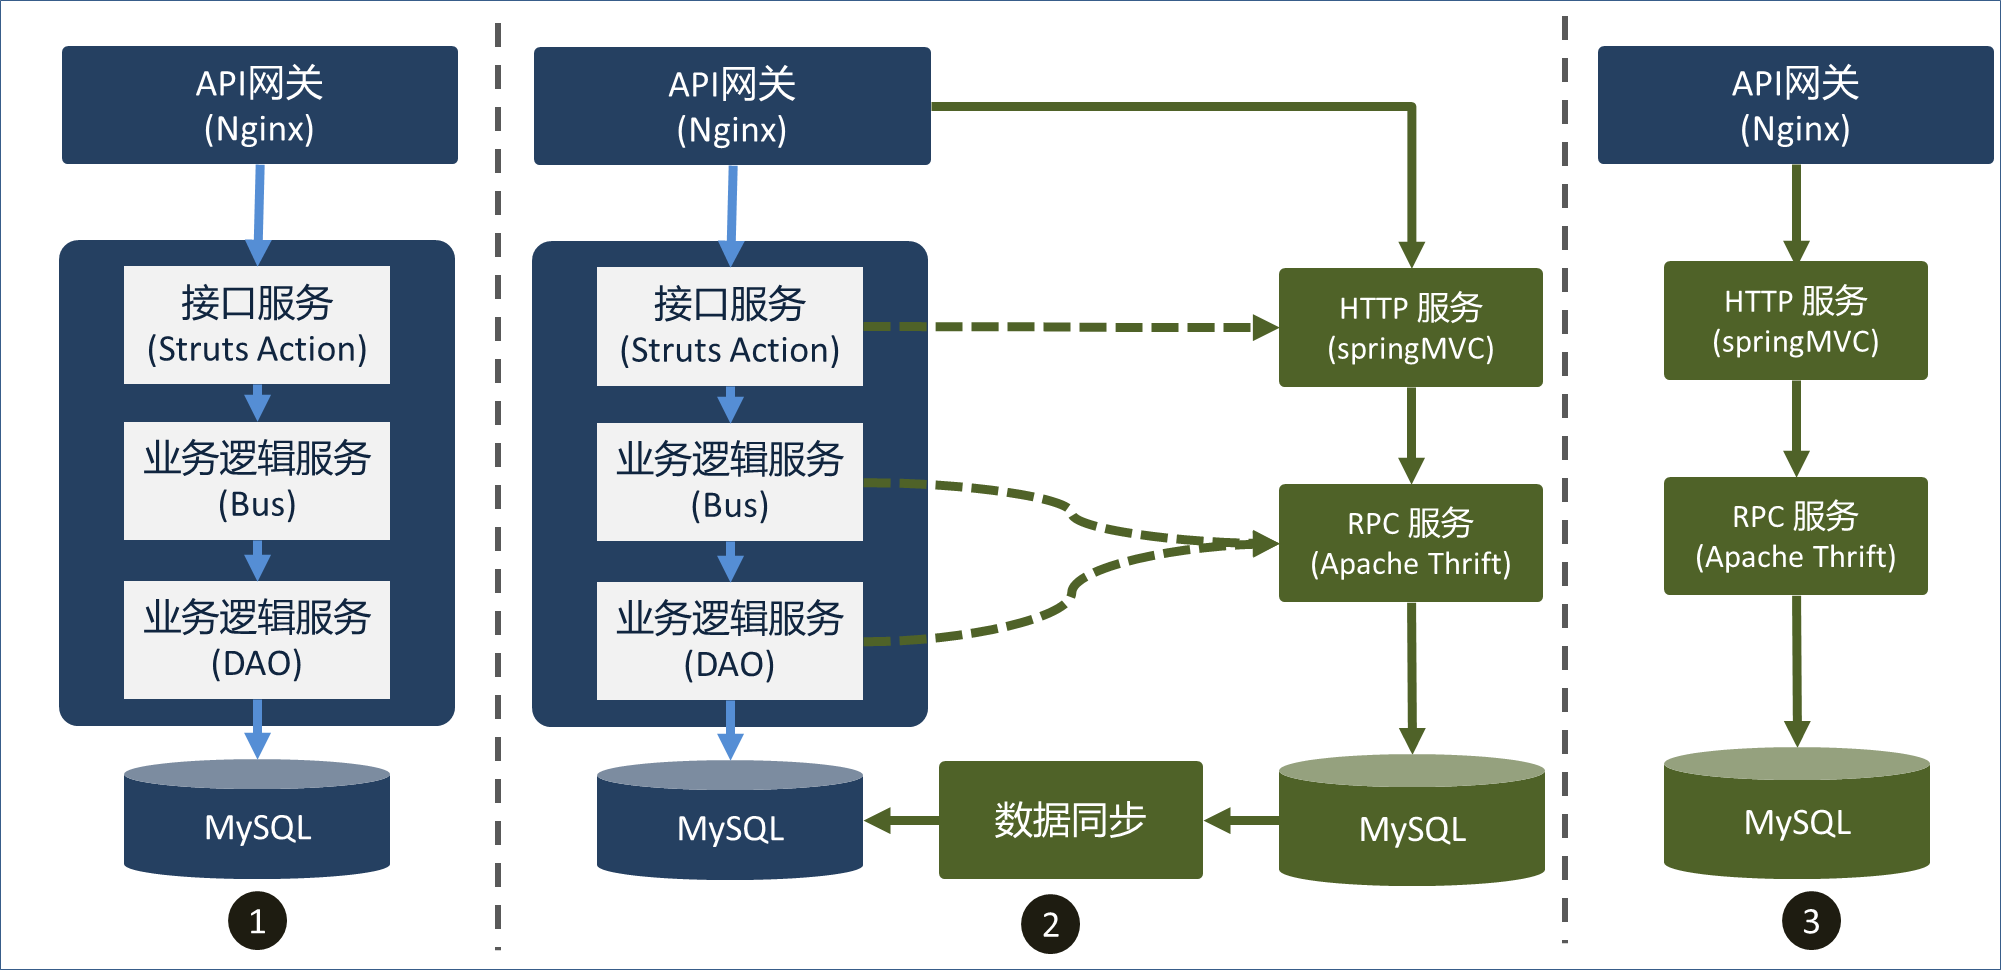 API网关
(Nginx)
接口服务
(Struts Action)
业务逻辑服务
(Bus)
业务逻辑服务
(DAO)
MySQL
1
API网关
(Nginx)
接口服务
(Struts Action)
业务逻辑服务
(Bus)
业务逻辑服务
(DAO)
MySQL
数据同步
HTTP 服务
(springMVC)
RPC 服务
(Apache Thrift)
MySQL
2
API网关
(Nginx)
HTTP 服务
(springMVC)
RPC 服务
(Apache Thrift)
MySQL
3